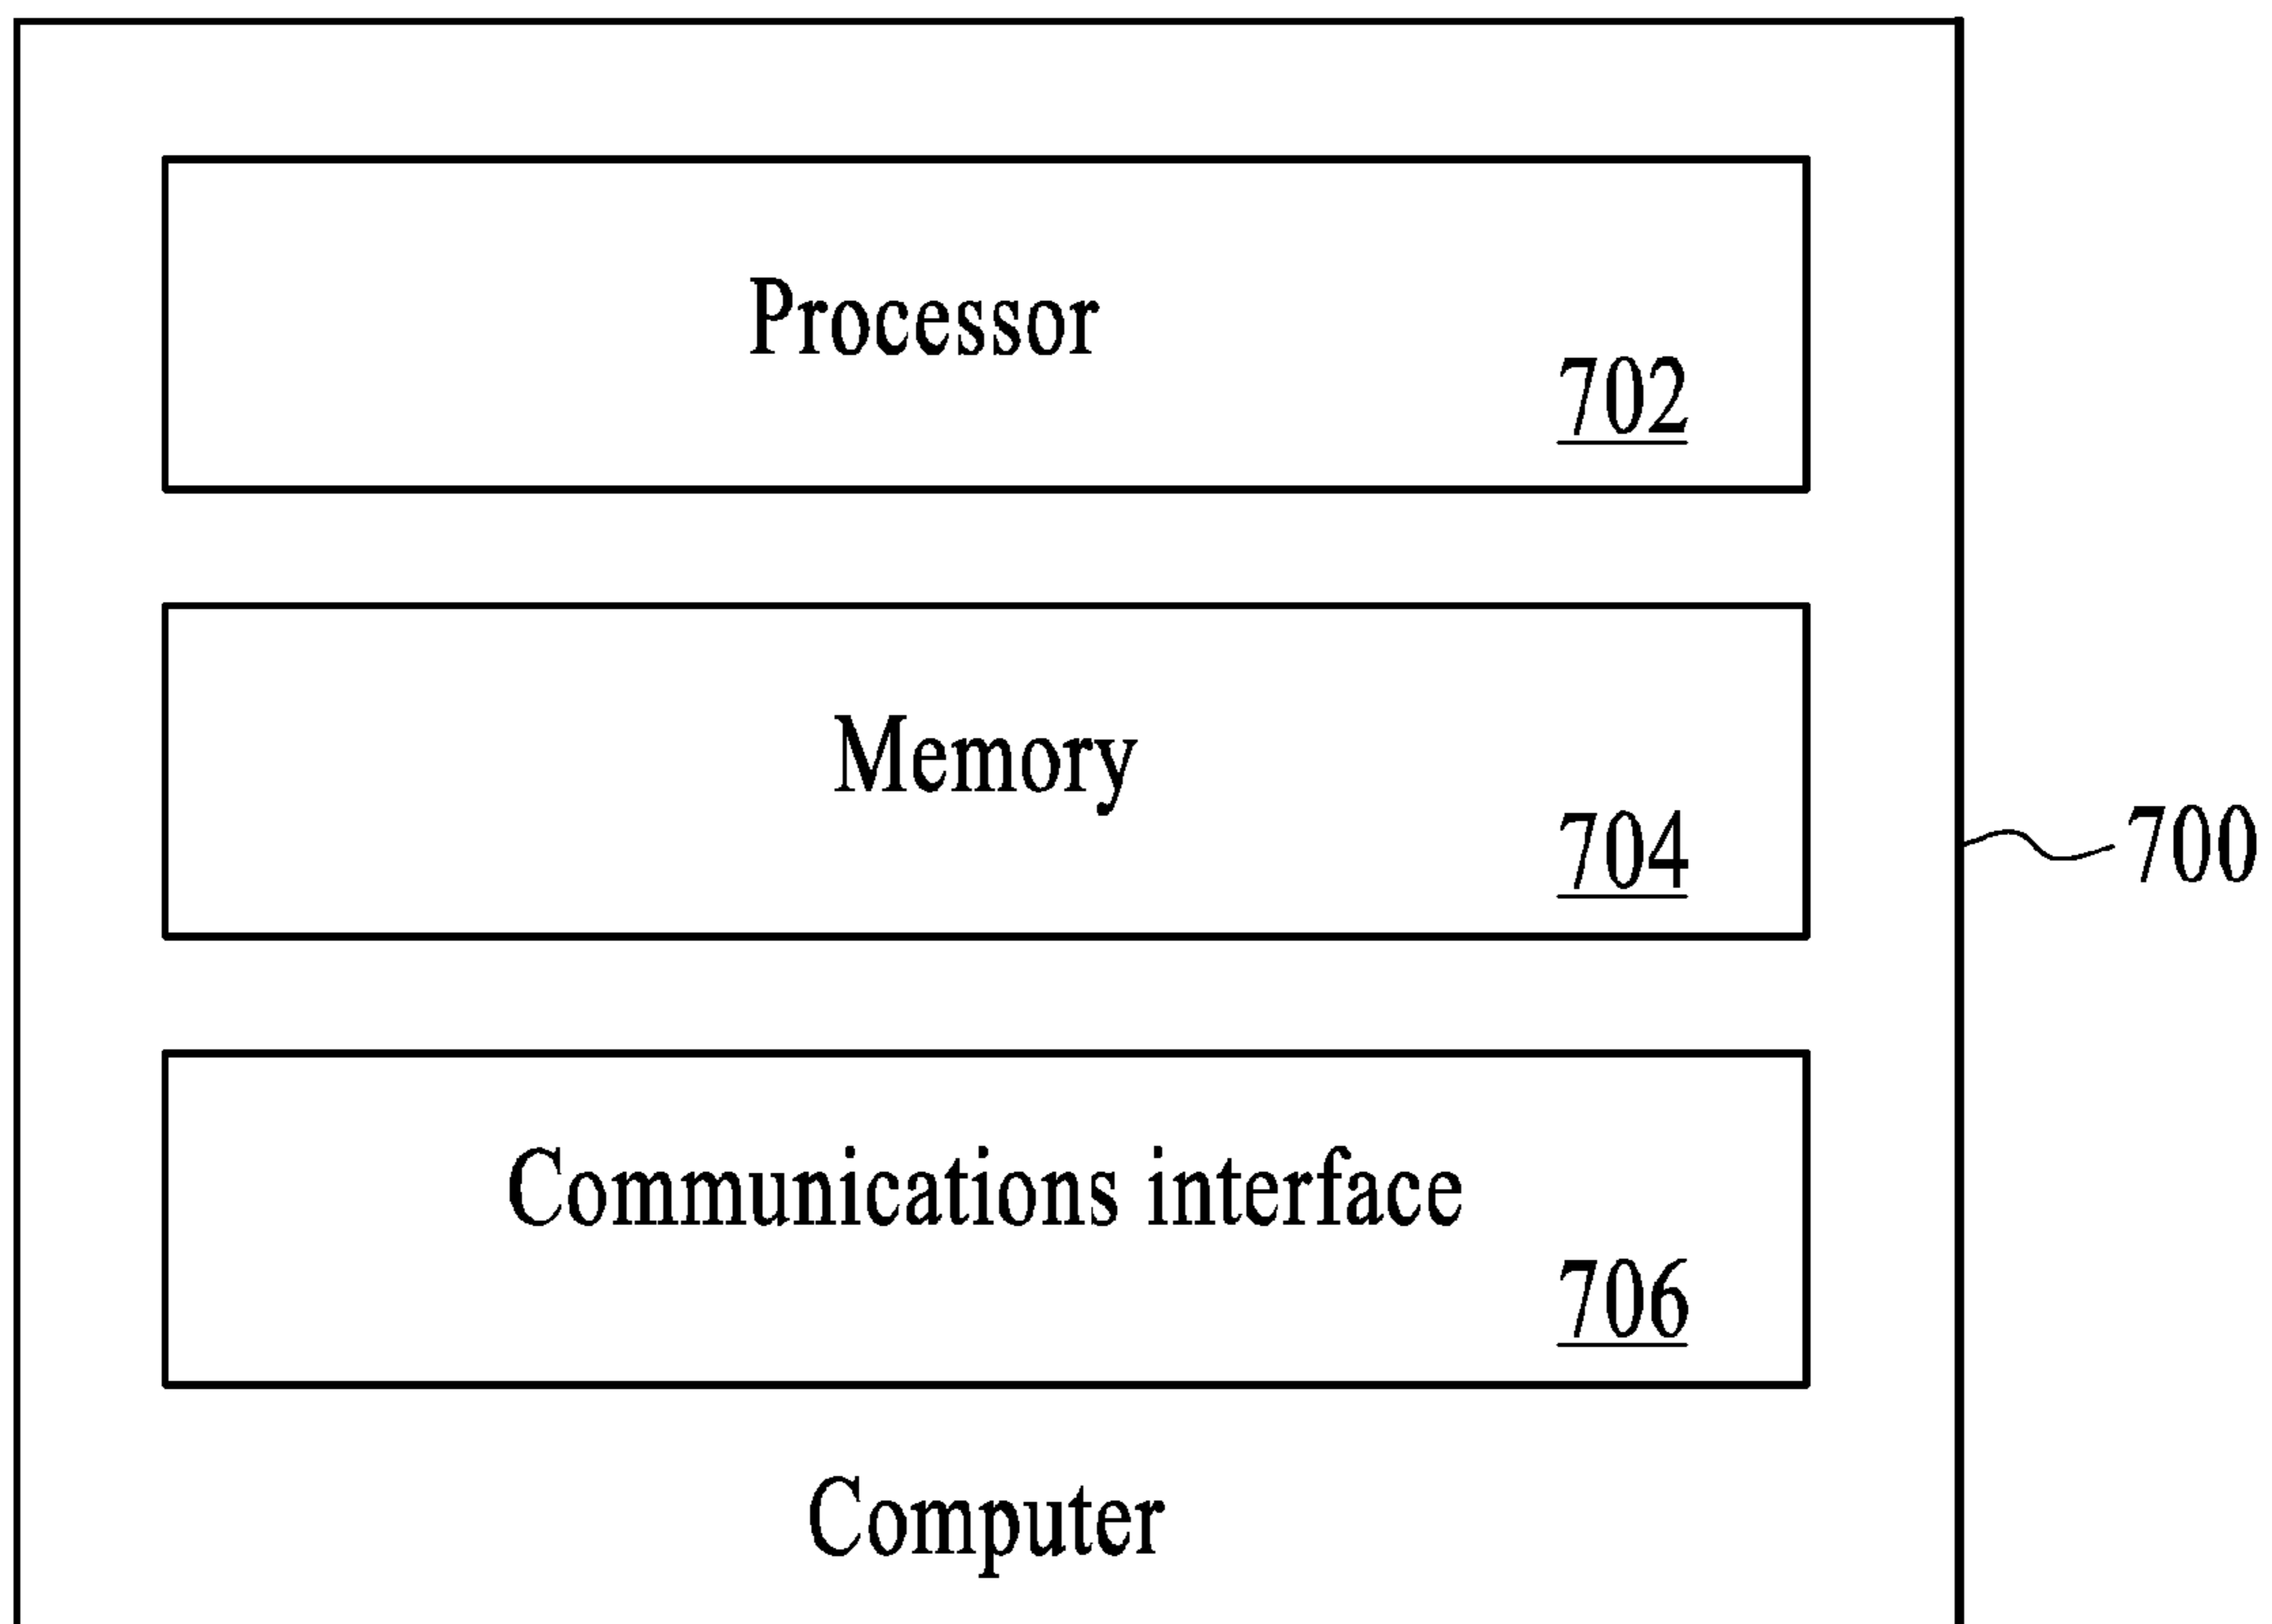 Processor
702
Memory
704
700
Communications interface
706
Computer